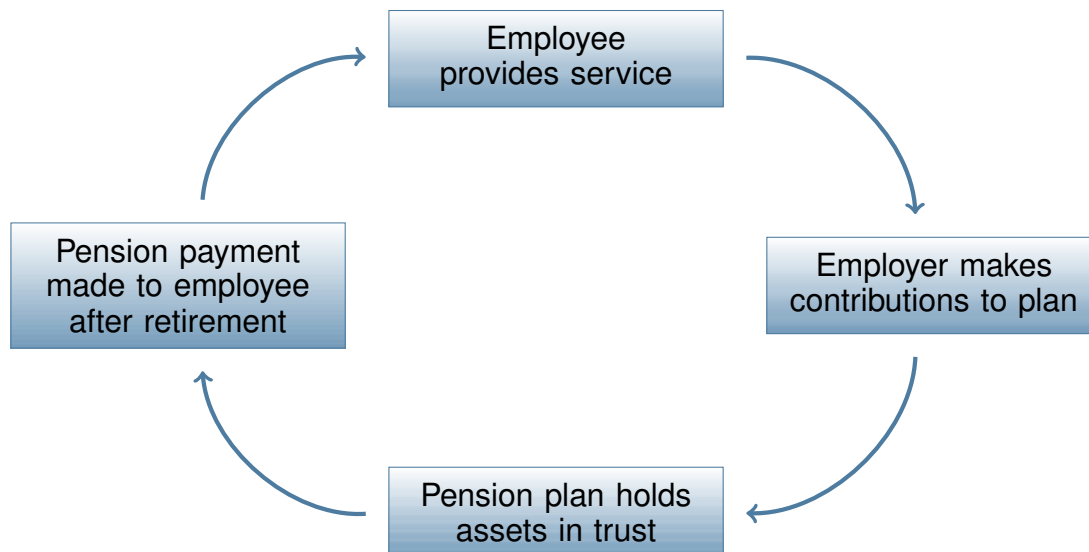 Employee
provides service
Employer makes
contributions to plan
Pension plan holds
assets in trust
Pension payment
made to employee
after retirement